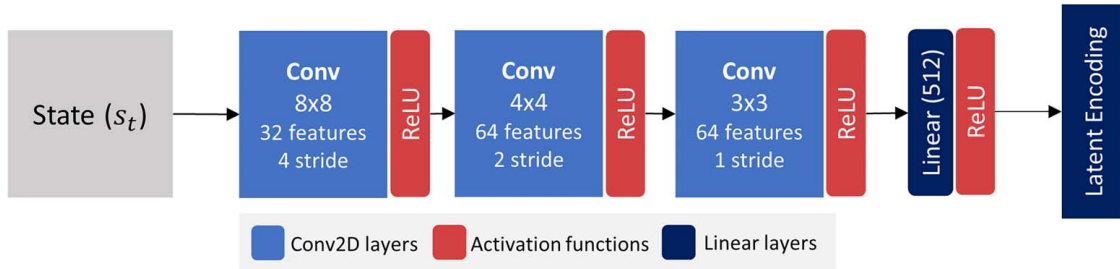 State (s_t)
Conv
8x8
32 features
4 stride
ReLU
Conv
4x4
64 features
2 stride
ReLU
Conv
3x3
64 features
1 stride
ReLU
Linear (512)
ReLU
Latent Encoding
Conv2D layers
Activation functions
Linear layers